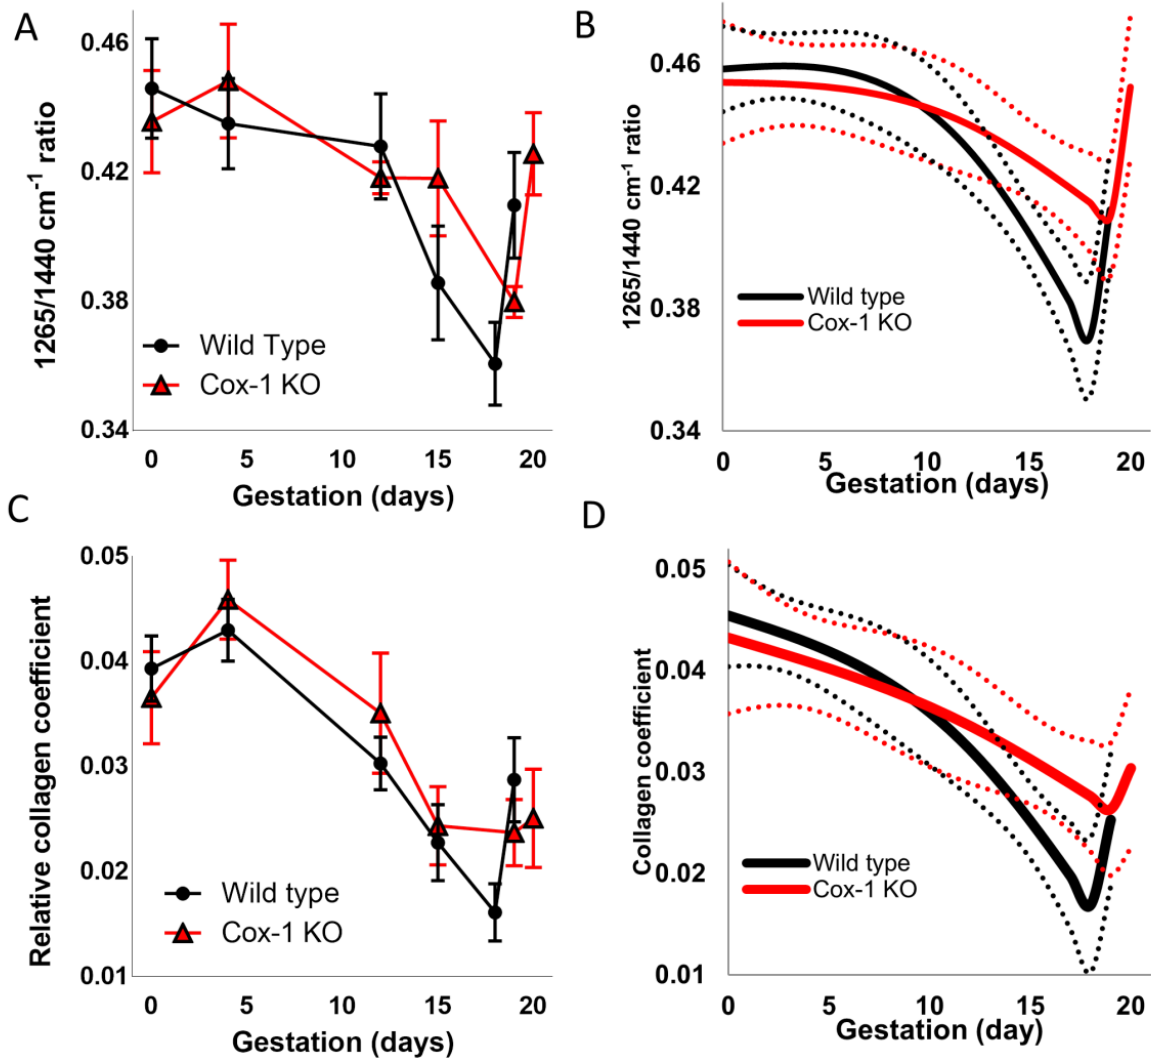 A
1265/1440 cm⁻¹ ratio
0.46
0.42
0.38
0.34
Wild Type
Cox-1 KO
0 5 10 15 20
Gestation (days)
B
1265/1440 cm⁻¹ ratio
0.46
0.42
0.38
0.34
Wild type
Cox-1 KO
0 5 10 15 20
Gestation (days)
C
Relative collagen coefficient
0.05
0.04
0.03
0.02
0.01
Wild type
Cox-1 KO
0 5 10 15 20
Gestation (days)
D
Collagen coefficient
0.05
0.04
0.03
0.02
0.01
Wild type
Cox-1 KO
0 5 10 15 20
Gestation (day)